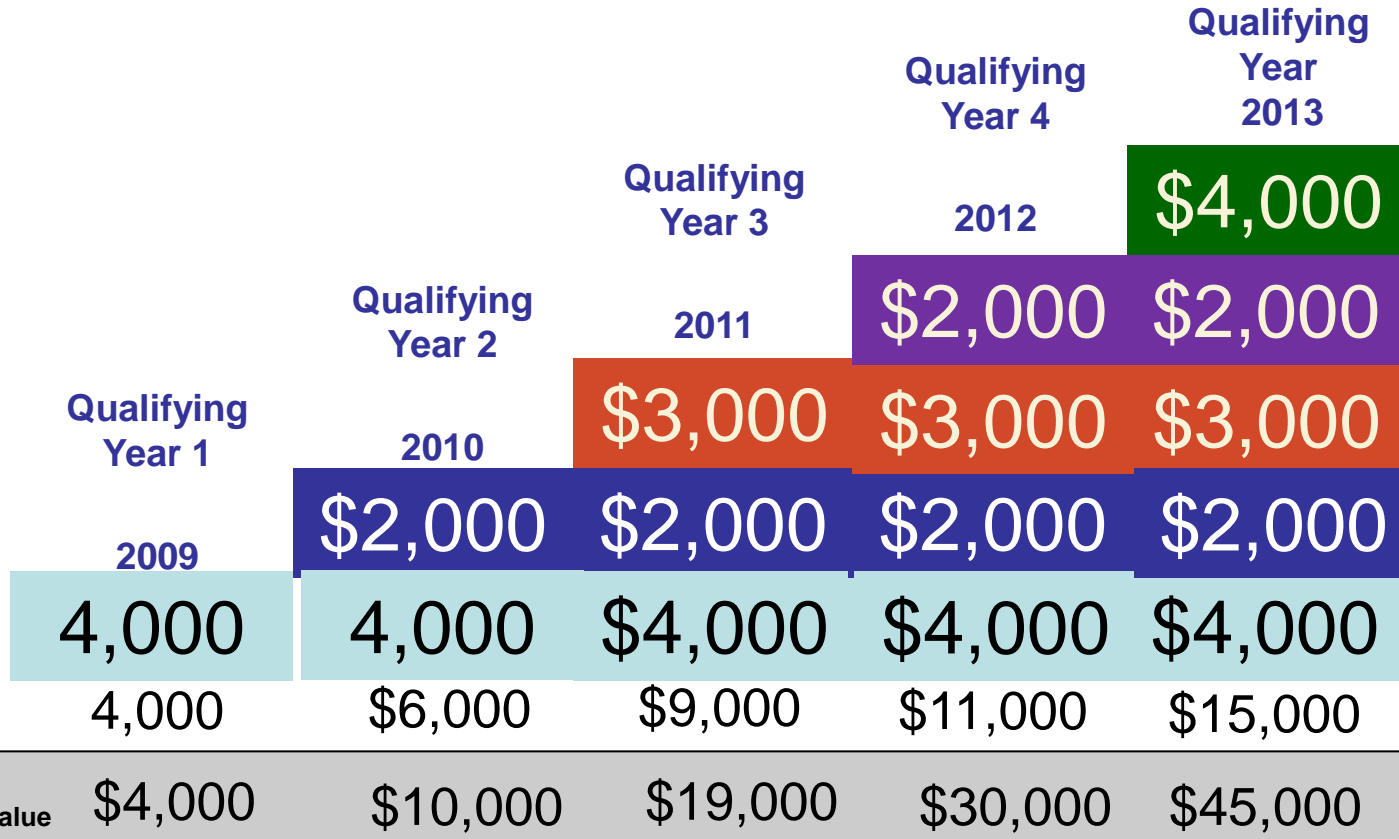 Qualifying
Year
2013
Qualifying
Year 4
2012
$4,000
Qualifying
Year 3
2011
$2,000 $2,000
Qualifying
Year 2
2010
$3,000 $3,000 $3,000
Qualifying
Year 1
2009
$2,000 $2,000 $2,000 $2,000
4,000 4,000 $4,000 $4,000 $4,000
4,000 $6,000 $9,000 $11,000 $15,000
alue $4,000 $10,000 $19,000 $30,000 $45,000